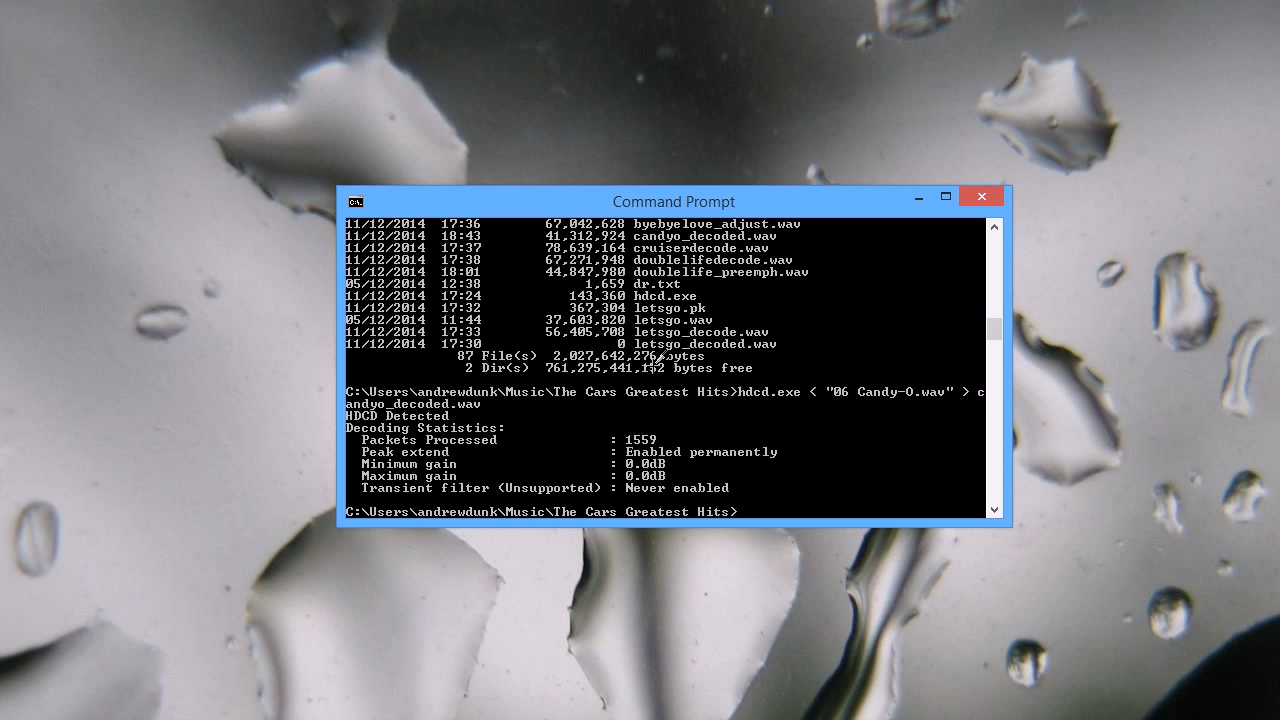 Command Prompt
11/12/2014  17:36        67,042,628 byebyelove_adjust.wav
11/12/2014  18:43        41,312,924 candyo_decoded.wav
11/12/2014  17:37        78,639,164 cruiserdecode.wav
11/12/2014  17:38        67,271,948 doublelifedecode.wav
11/12/2014  18:01        44,847,980 doublelife_preemph.wav
05/12/2014  12:38             1,659 dr.txt
11/12/2014  17:24           143,360 hdcd.exe
11/12/2014  17:32           367,304 letsgo.pk
05/12/2014  11:44        37,603,820 letsgo.wav
11/12/2014  17:33        56,405,708 letsgo_decode.wav
11/12/2014  17:30                 0 letsgo_decoded.wav
87 File(s)  2,027,642,276 bytes
2 Dir(s)  761,275,441,152 bytes free
C:\Users\andrewdunk\Music\The Cars Greatest Hits>hdcd.exe < "06 Candy-O.wav" > c
andyo_decoded.wav
HDCD Detected
Decoding Statistics:
Packets Processed              : 1559
Peak extend                    : Enabled permanently
Minimum gain                   : 0.0dB
Maximum gain                   : 0.0dB
Transient filter (Unsupported) : Never enabled
C:\Users\andrewdunk\Music\The Cars Greatest Hits>